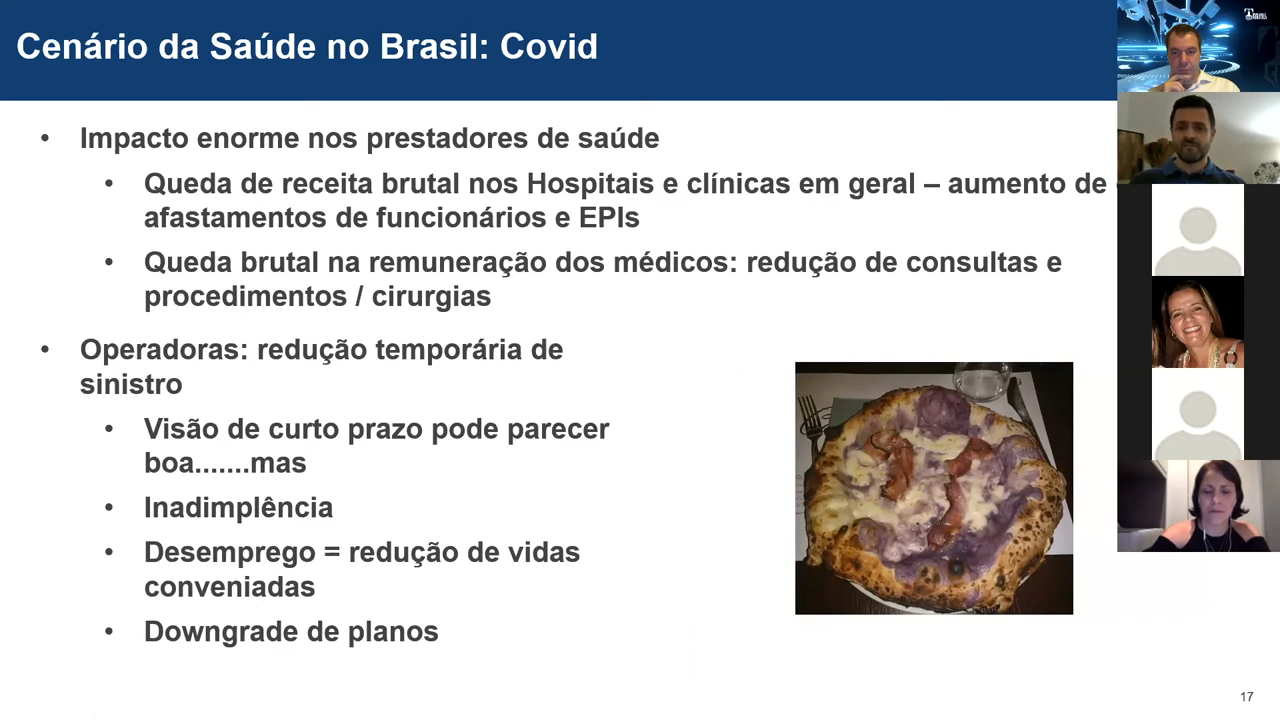 Cenário da Saúde no Brasil: Covid
• Impacto enorme nos prestadores de saúde
• Queda de receita brutal nos Hospitais e clínicas em geral – aumento de
afastamentos de funcionários e EPIs
• Queda brutal na remuneração dos médicos: redução de consultas e
procedimentos / cirurgias
• Operadoras: redução temporária de
sinistro
• Visão de curto prazo pode parecer
boa.......mas
• Inadimplência
• Desemprego = redução de vidas
conveniadas
• Downgrade de planos
17